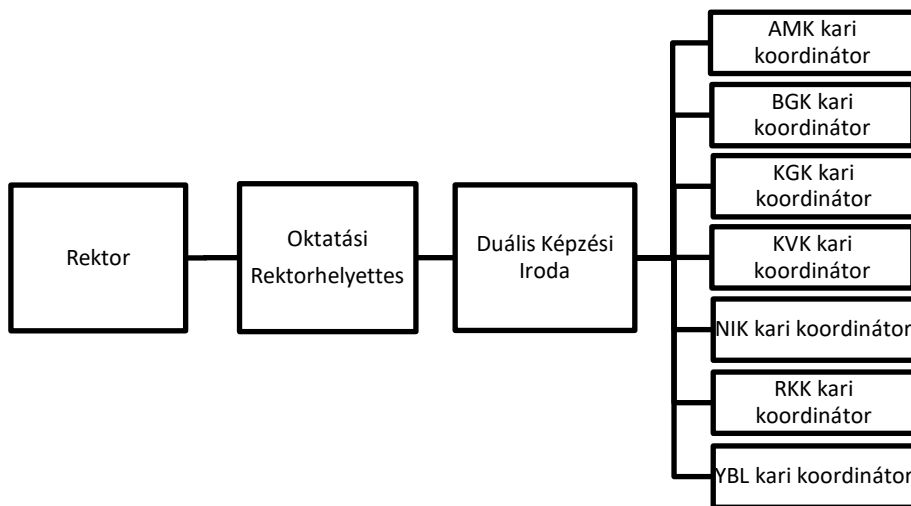 Rektor
Oktatási
Rektorhelyettes
Duális Képzési
Iroda
AMK kari
koordinátor
BGK kari
koordinátor
KGK kari
koordinátor
KVK kari
koordinátor
NIK kari koordinátor
RKK kari
koordinátor
YBL kari koordinátor